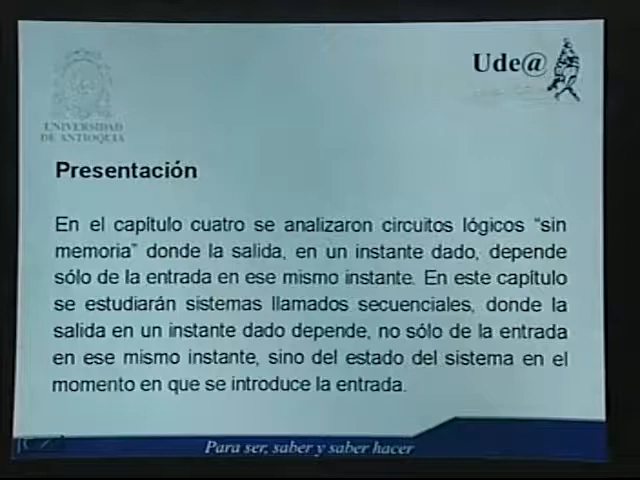 Ude@
UNIVERSIDAD
DE ANTIOQUIA
Presentación
En el capítulo cuatro se analizaron circuitos lógicos “sin
memoria” donde la salida, en un instante dado, depende
sólo de la entrada en ese mismo instante. En este capítulo
se estudiarán sistemas llamados secuenciales, donde la
salida en un instante dado depende, no sólo de la entrada
en ese mismo instante, sino del estado del sistema en el
momento en que se introduce la entrada.
Para ser, saber y saber hacer